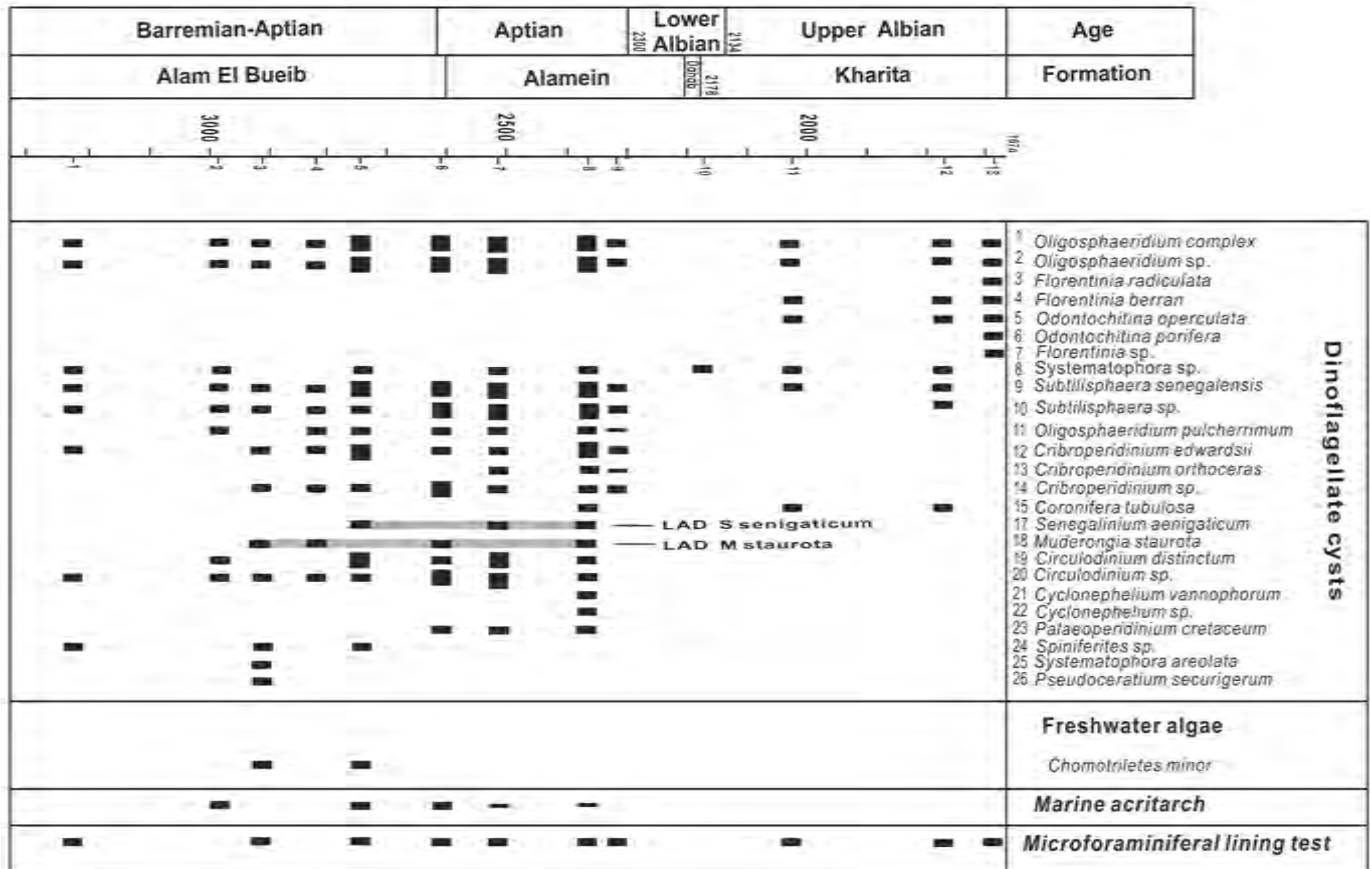 Barremian-Aptian Aptian 2300 Lower Albian 2134 Upper Albian Age
Alam El Bueib Alamein Dahab 2178 Kharita Formation
3000 2500 2000
-1 -2 -3 -4 -5 -6 -7 -8 -9 -10 -11 -12 -13
1 Oligosphaeridium complex
2 Oligosphaeridium sp.
3 Florentinia radiculata
4 Florentinia berran
5 Odontochitina operculata
6 Odontochitina porifera
7 Florentinia sp.
8 Systematophora sp.
9 Subtilisphaera senegalensis
10 Subtilisphaera sp.
11 Oligosphaeridium pulcherrimum
12 Cribroperidinium edwardsii
13 Cribroperidinium orthoceras
14 Cribroperidinium sp.
15 Coronifera tubulosa
LAD S senigaticum 17 Senegalinium aenigaticum
LAD M staurota 18 Muderongia staurota
19 Circulodinium distinctum
20 Circulodinium sp.
21 Cyclonephelium vannophorum
22 Cyclonephelium sp.
23 Palaeoperidinium cretaceum
24 Spiniferites sp.
25 Systematophora areolata
26 Pseudoceratium securigerum
Dinoflagellate cysts
Freshwater algae
Chomotriletes minor
Marine acritarch
Microforaminiferal lining test